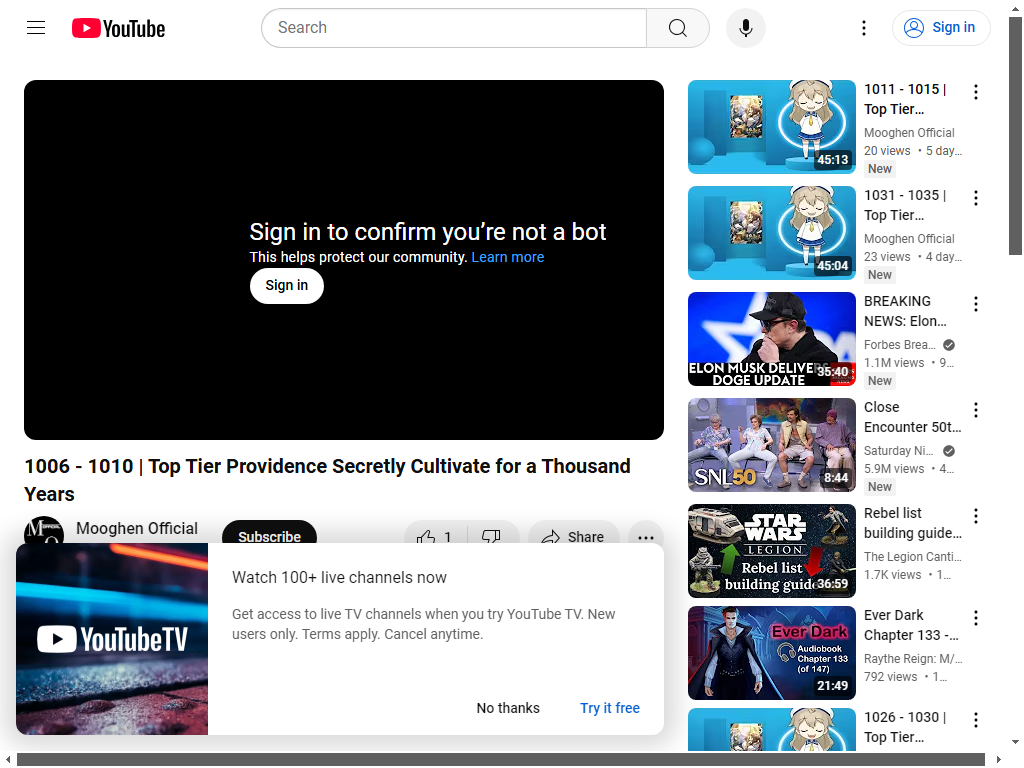 YouTube
Search
Sign in
Sign in to confirm you're not a bot
This helps protect our community. Learn more
Sign in
1006 - 1010 | Top Tier Providence Secretly Cultivate for a Thousand
Years
Mooghen Official
Subscribe
1
Share
YouTubeTV
Watch 100+ live channels now
Get access to live TV channels when you try YouTube TV. New
users only. Terms apply. Cancel anytime.
No thanks
Try it free
45:13
1011 - 1015 |
Top Tier…
Mooghen Official
20 views • 5 day…
New
45:04
1031 - 1035 |
Top Tier…
Mooghen Official
23 views • 4 day…
New
ELON MUSK DELIVERS
DOGE UPDATE
35:40
BREAKING
NEWS: Elon…
Forbes Brea…
1.1M views • 9…
New
SNL50
8:44
Close
Encounter 50t…
Saturday Ni…
5.9M views • 4…
New
STAR
WARS
LEGION
Rebel list
building guide
36:59
Rebel list
building guide…
The Legion Canti…
1.7K views • 1…
Ever Dark
Audiobook
Chapter 133
(of 147)
21:49
Ever Dark
Chapter 133 -…
Raythe Reign: M/…
792 views • 1…
1026 - 1030 |
Top Tier…